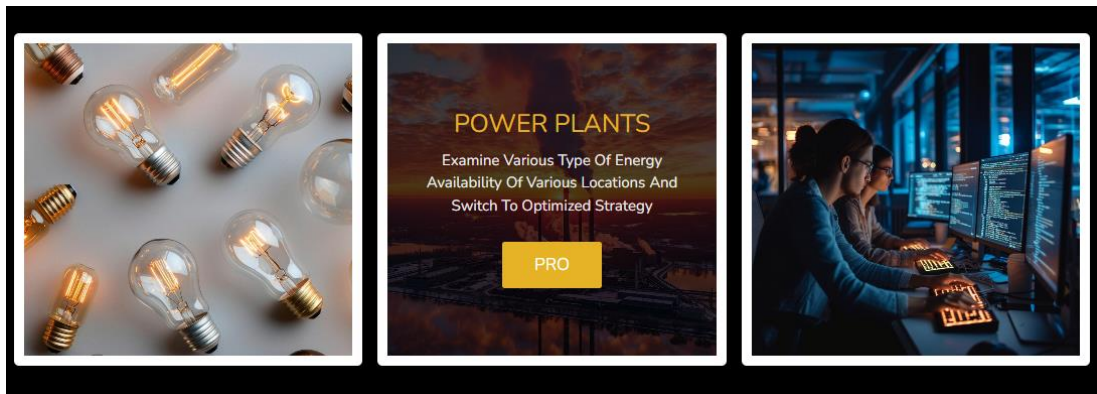 POWER PLANTS
Examine Various Type Of Energy
Availability Of Various Locations And
Switch To Optimized Strategy
PRO